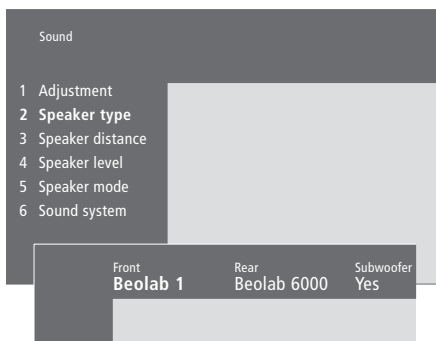 Sound
1 Adjustment
2 Speaker type
3 Speaker distance
4 Speaker level
5 Speaker mode
6 Sound system
Front Rear Subwoofer
Beolab 1 Beolab 6000 Yes